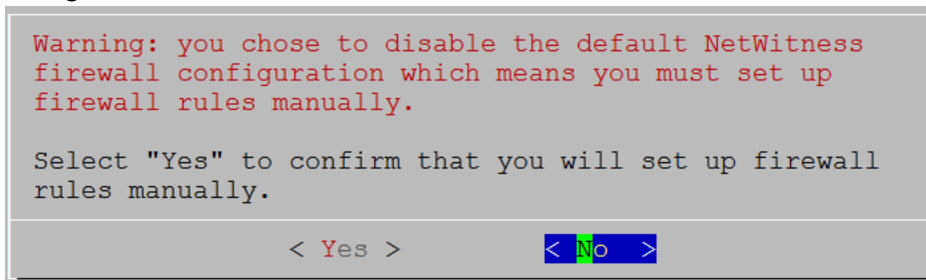 Warning: you chose to disable the default NetWitness
firewall configuration which means you must set up
firewall rules manually.
Select "Yes" to confirm that you will set up firewall
rules manually.
< Yes > < No >